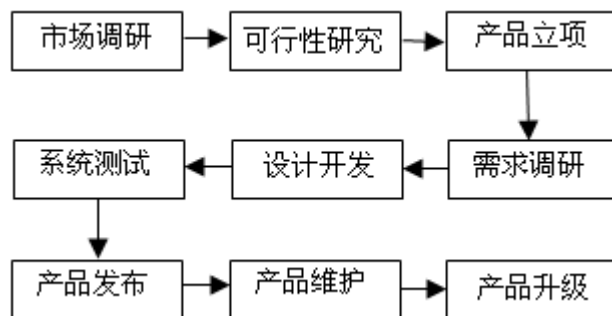 市场调研
可行性研究
产品立项
需求调研
设计开发
系统测试
产品发布
产品维护
产品升级